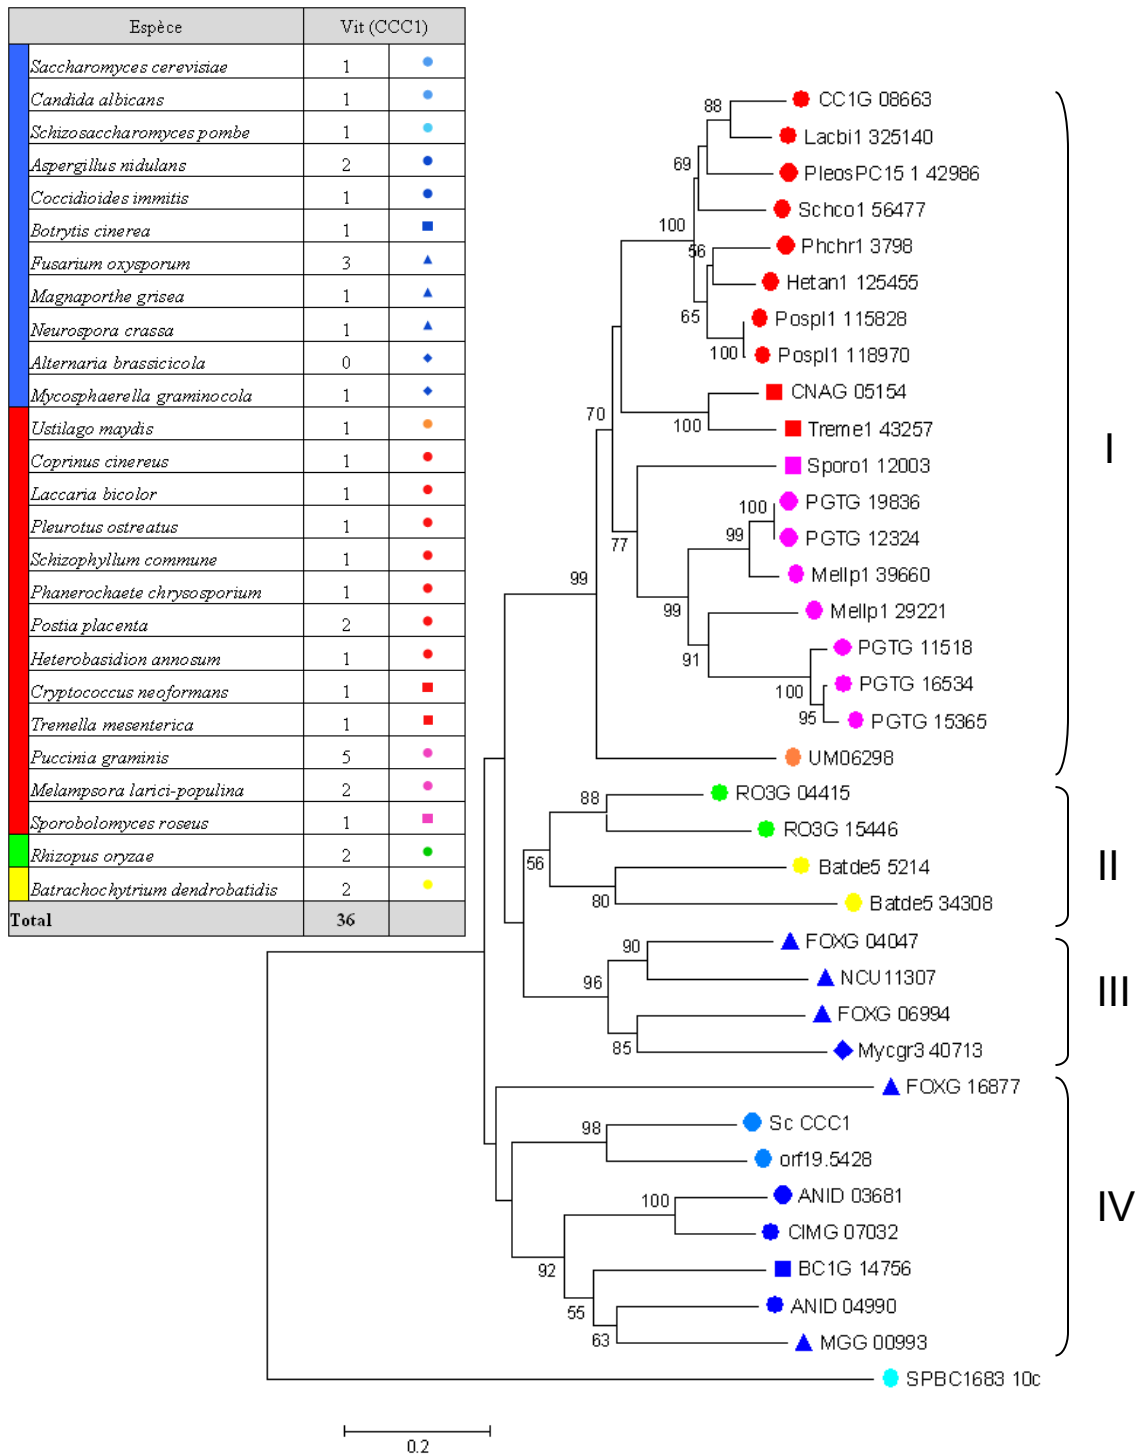 Espèce Vit (CCC1)
Saccharomyces cerevisiae 1
Candida albicans 1
Schizosaccharomyces pombe 1
Aspergillus nidulans 2
Coccidioides immitis 1
Botrytis cinerea 1
Fusarium oxysporum 3
Magnaporthe grisea 1
Neurospora crassa 1
Alternaria brassicicola 0
Mycosphaerella graminocola 1
Ustilago maydis 1
Coprinus cinereus 1
Laccaria bicolor 1
Pleurotus ostreatus 1
Schizophyllum commune 1
Phanerochaete chrysosporium 1
Postia placenta 2
Heterobasidion annosum 1
Cryptococcus neoformans 1
Tremella mesenterica 1
Puccinia graminis 5
Melampsora larici-populina 2
Sporobolomyces roseus 1
Rhizopus oryzae 2
Batrachochytrium dendrobatidis 2
Total 36
88
CC1G 08663
Lacbi1 325140
69
PleosPC15 1 42986
Schco1 56477
100
56
Phchr1 3798
Hetan1 125455
65
Pospl1 115828
100
Pospl1 118970
CNAG 05154
70
100
Treme1 43257
I
Sporo1 12003
100
PGTG 19836
99
PGTG 12324
77
Mellp1 39660
99
99
Mellp1 29221
91
PGTG 11518
100
PGTG 16534
95
PGTG 15365
UM06298
88
RO3G 04415
RO3G 15446
56
II
Batde5 5214
80
Batde5 34308
90
FOXG 04047
96
NCU11307
III
FOXG 06994
85
Mycgr3 40713
FOXG 16877
98
Sc CCC1
orf19.5428
100
ANID 03681
IV
CIMG 07032
92
BC1G 14756
55
ANID 04990
63
MGG 00993
SPBC1683 10c
0.2